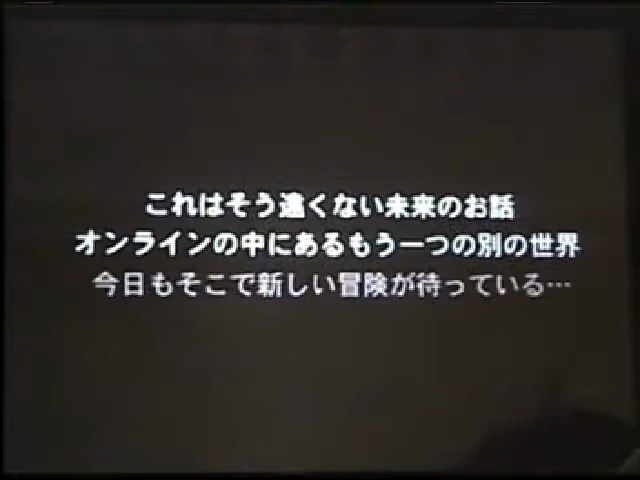 これはそう遠くない未来のお話
オンラインの中にあるもう一つの別の世界
今日もそこで新しい冒険が待っている…